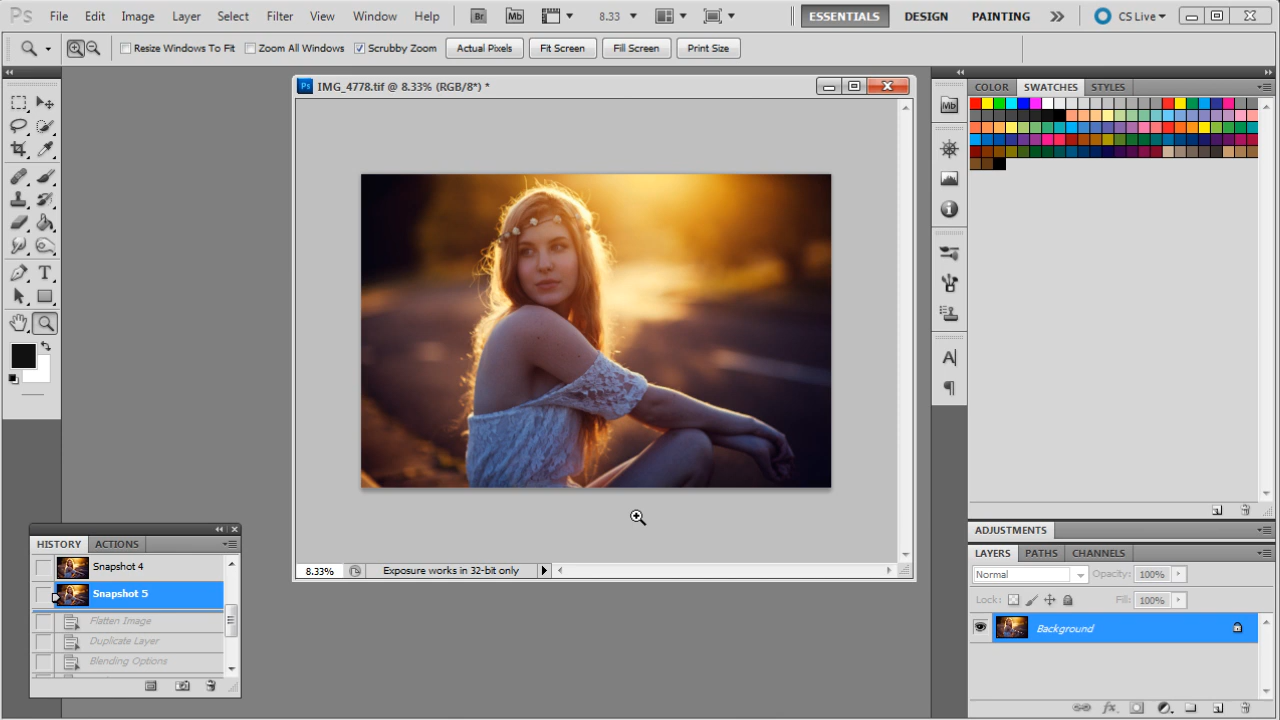 Ps File Edit Image Layer Select Filter View Window Help Br Mb 8.33 ESSENTIALS DESIGN PAINTING CS Live
Resize Windows To Fit Zoom All Windows Scrubby Zoom Actual Pixels Fit Screen Fill Screen Print Size
Ps IMG_4778.tif @ 8.33% (RGB/8*) *
COLOR SWATCHES STYLES
Mb
T
A
8.33% Exposure works in 32-bit only
HISTORY ACTIONS
Snapshot 4
Snapshot 5
Flatten Image
Duplicate Layer
Blending Options
ADJUSTMENTS
LAYERS PATHS CHANNELS
Normal Opacity: 100%
Lock: Fill: 100%
Background
fx